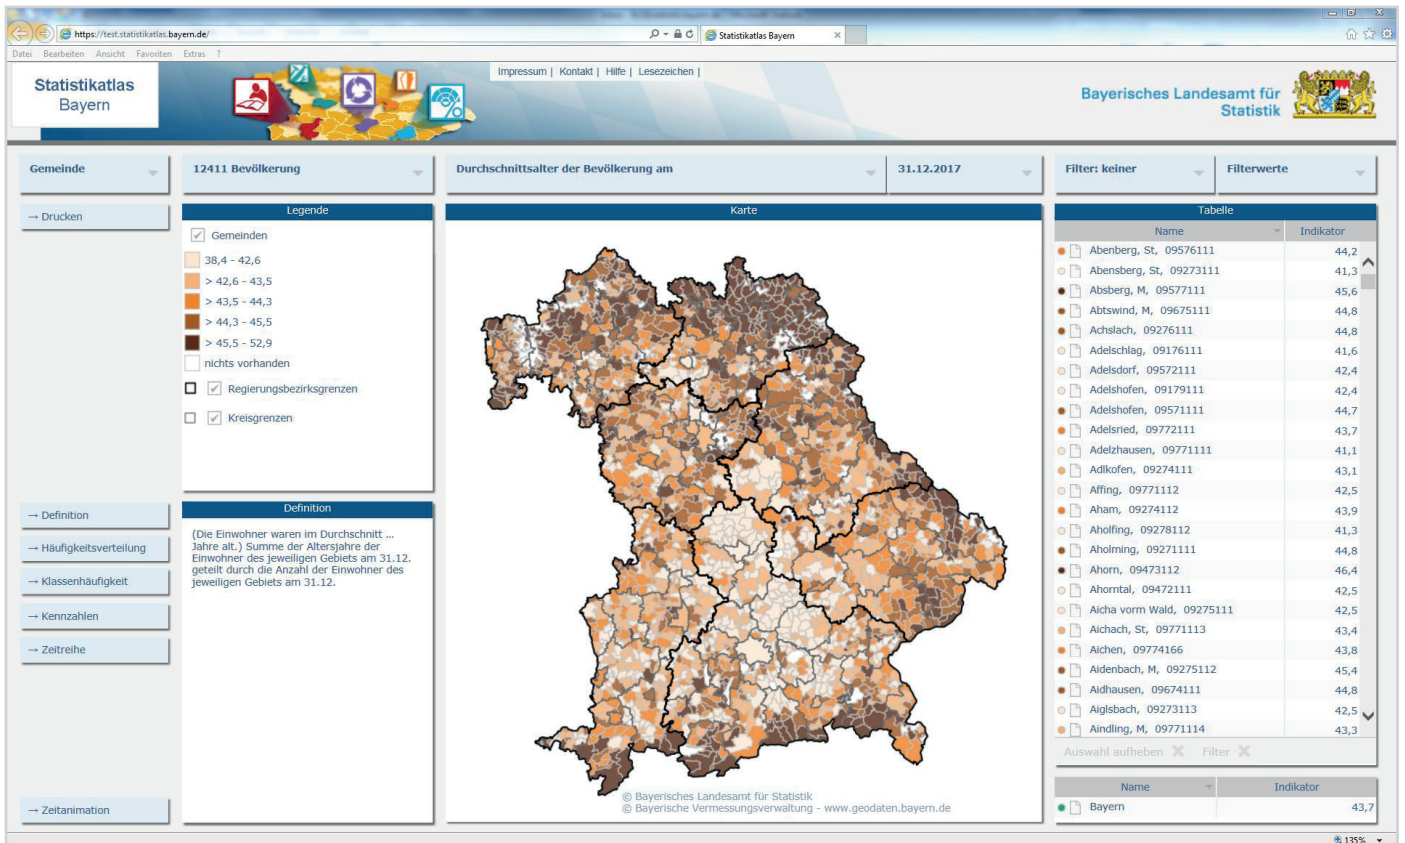 https://test.statistikatlas.bayern.de/
Statistikatlas Bayern
Datei Bearbeiten Ansicht Favoriten Extras ?
Statistikatlas
Bayern
Impressum | Kontakt | Hilfe | Lesezeichen |
Bayerisches Landesamt für
Statistik
Gemeinde
12411 Bevölkerung
Durchschnittsalter der Bevölkerung am
31.12.2017
Filter: keiner
Filterwerte
→ Drucken
Legende
Gemeinden
38,4 - 42,6
> 42,6 - 43,5
> 43,5 - 44,3
> 44,3 - 45,5
> 45,5 - 52,9
nichts vorhanden
Regierungsbezirksgrenzen
Kreisgrenzen
→ Definition
→ Häufigkeitsverteilung
→ Klassenhäufigkeit
→ Kennzahlen
→ Zeitreihe
→ Zeitanimation
Definition
(Die Einwohner waren im Durchschnitt ...
Jahre alt.) Summe der Altersjahre der
Einwohner des jeweiligen Gebiets am 31.12.
geteilt durch die Anzahl der Einwohner des
jeweiligen Gebiets am 31.12.
Karte
© Bayerisches Landesamt für Statistik
© Bayerische Vermessungsverwaltung - www.geodaten.bayern.de
Tabelle
Name Indikator
Abenberg, St, 09576111 44,2
Abensberg, St, 09273111 41,3
Absberg, M, 09577111 45,6
Abtswind, M, 09675111 44,8
Achslach, 09276111 44,8
Adelschlag, 09176111 41,6
Adelsdorf, 09572111 42,4
Adelshofen, 09179111 42,4
Adelshofen, 09571111 44,7
Adelsried, 09772111 43,7
Adelzhausen, 09771111 41,1
Adlkofen, 09274111 43,1
Affing, 09771112 42,5
Aham, 09274112 43,9
Aholfing, 09278112 41,3
Aholming, 09271111 44,8
Ahorn, 09473112 46,4
Ahorntal, 09472111 42,5
Aicha vorm Wald, 09275111 42,5
Aichach, St, 09771113 43,4
Aichen, 09774166 43,8
Aidenbach, M, 09275112 45,4
Aidhausen, 09674111 44,8
Aiglsbach, 09273113 42,5
Aindling, M, 09771114 43,3
Auswahl aufheben Filter
Name Indikator
Bayern 43,7
135%